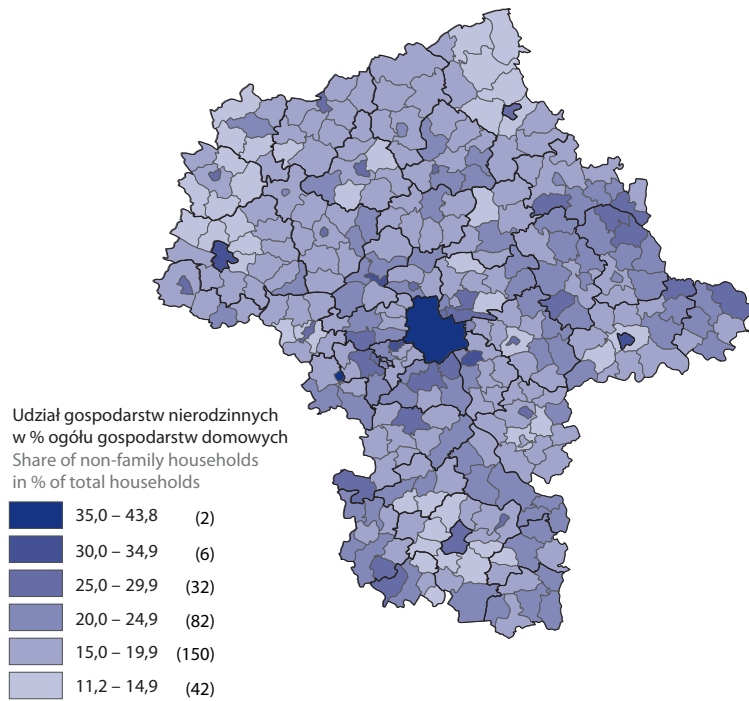 Udział gospodarstw nierodzinnych
w % ogółu gospodarstw domowych
Share of non-family households
in % of total households
35,0 – 43,8 (2)
30,0 – 34,9 (6)
25,0 – 29,9 (32)
20,0 – 24,9 (82)
15,0 – 19,9 (150)
11,2 – 14,9 (42)